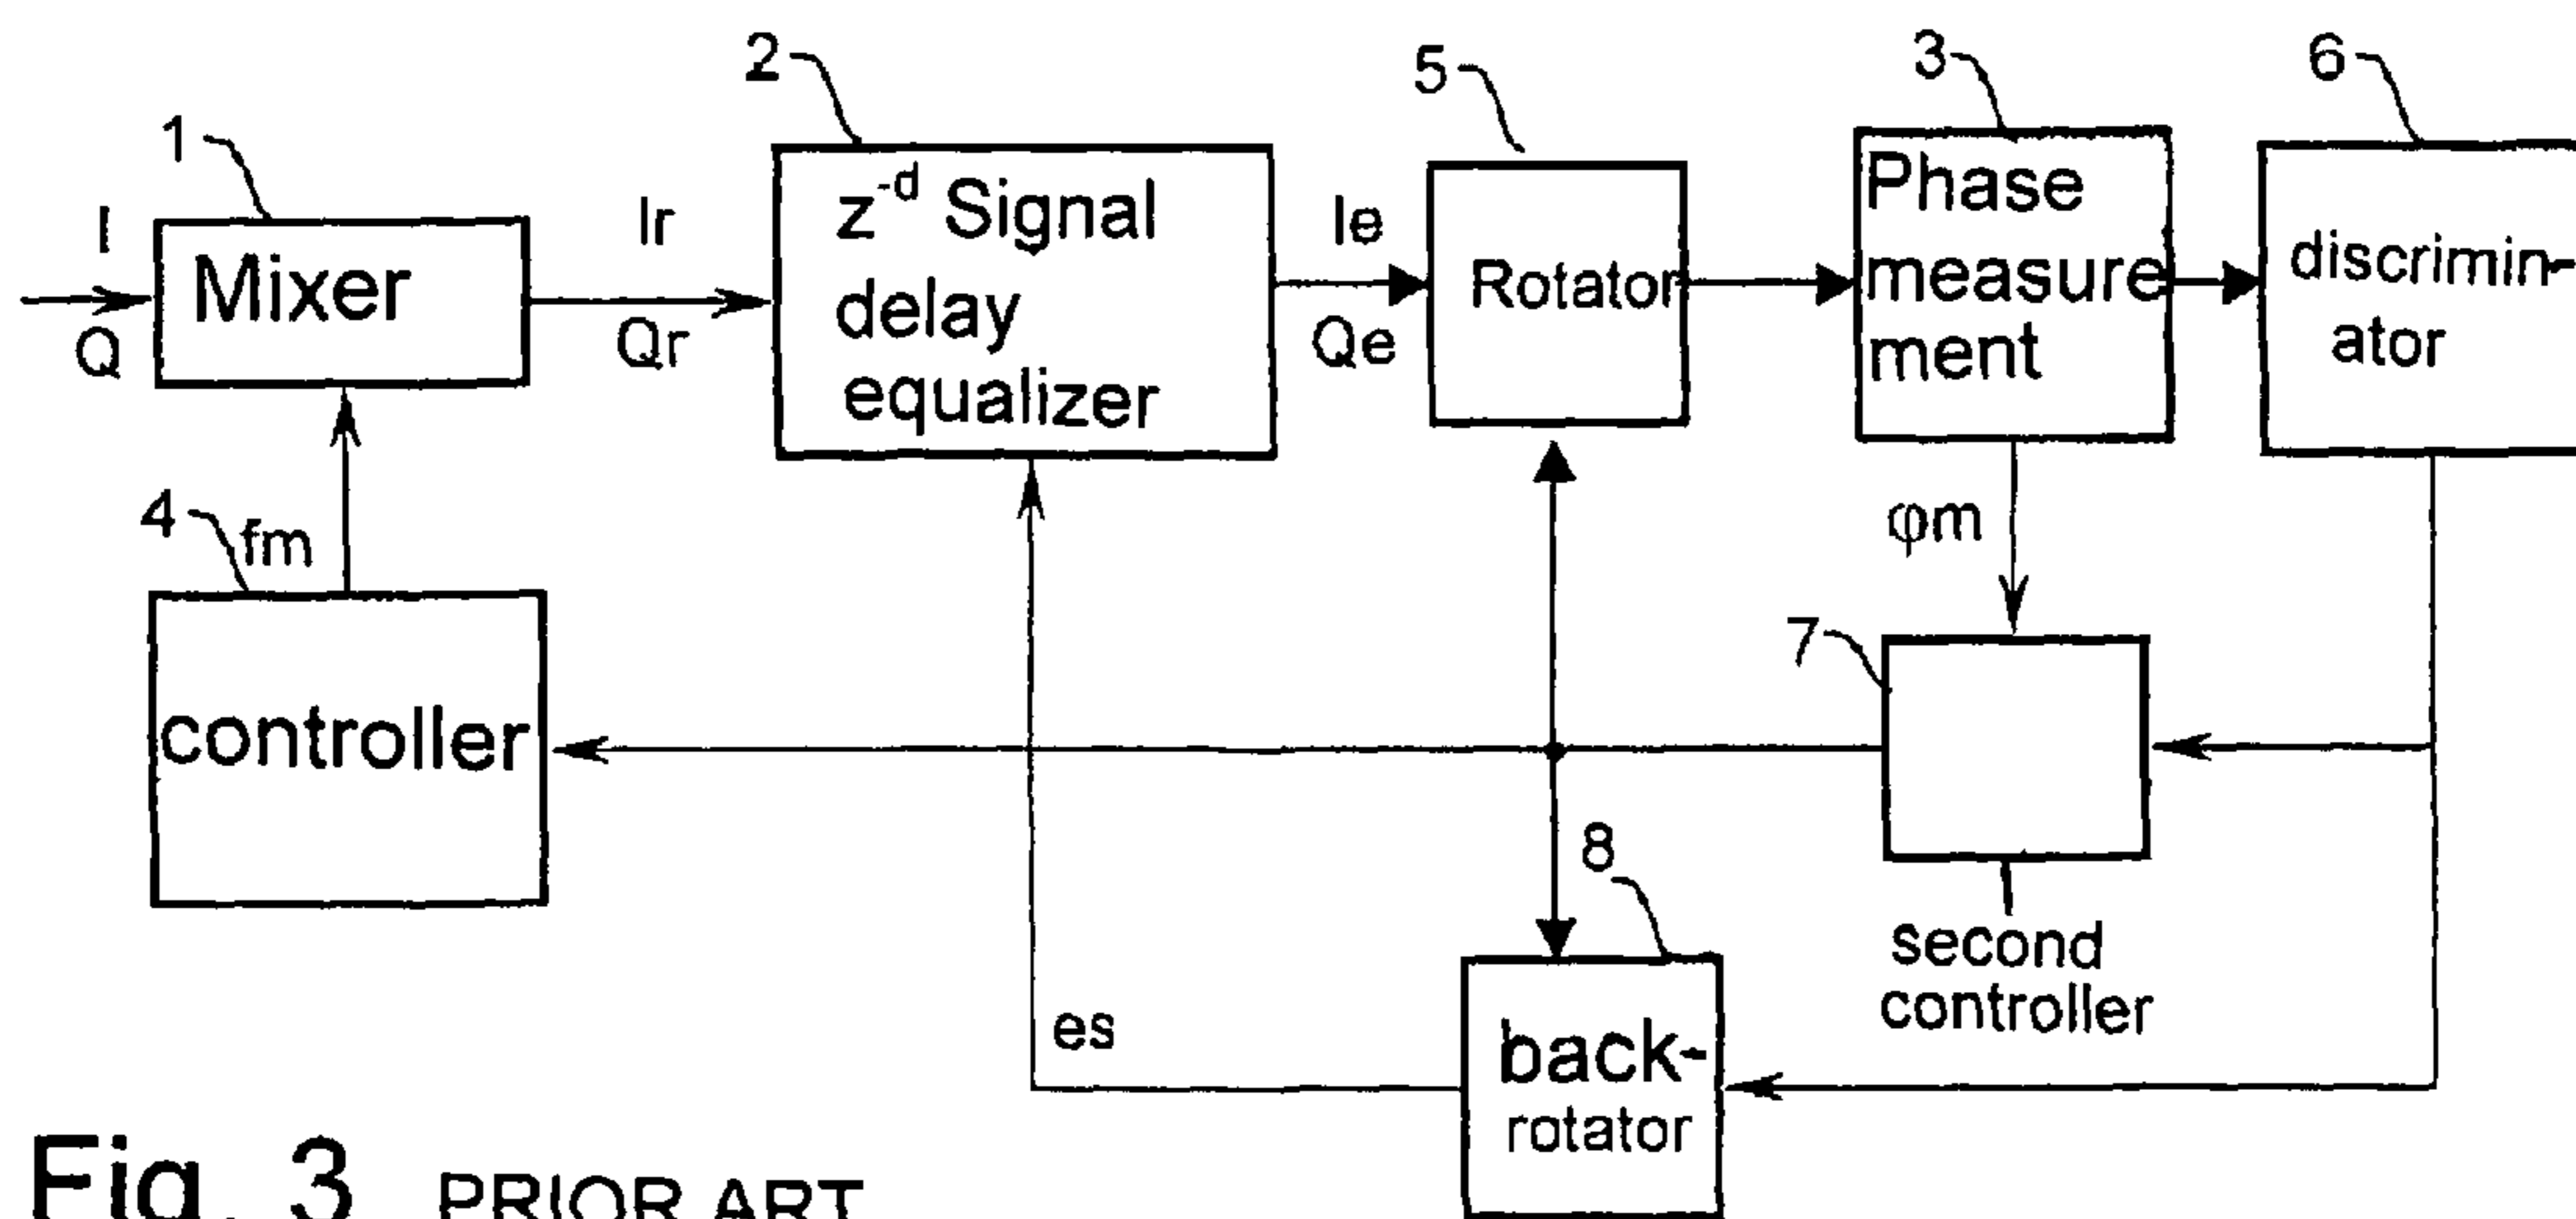 1
I
Q
Mixer
Ir
Qr
2
z^-d Signal
delay
equalizer
Ie
Qe
5
Rotator
3
Phase
measure
ment
6
discrimin-
ator
4
fm
controller
φm
7
second
controller
8
back-
rotator
es
Fig. 3 PRIOR ART